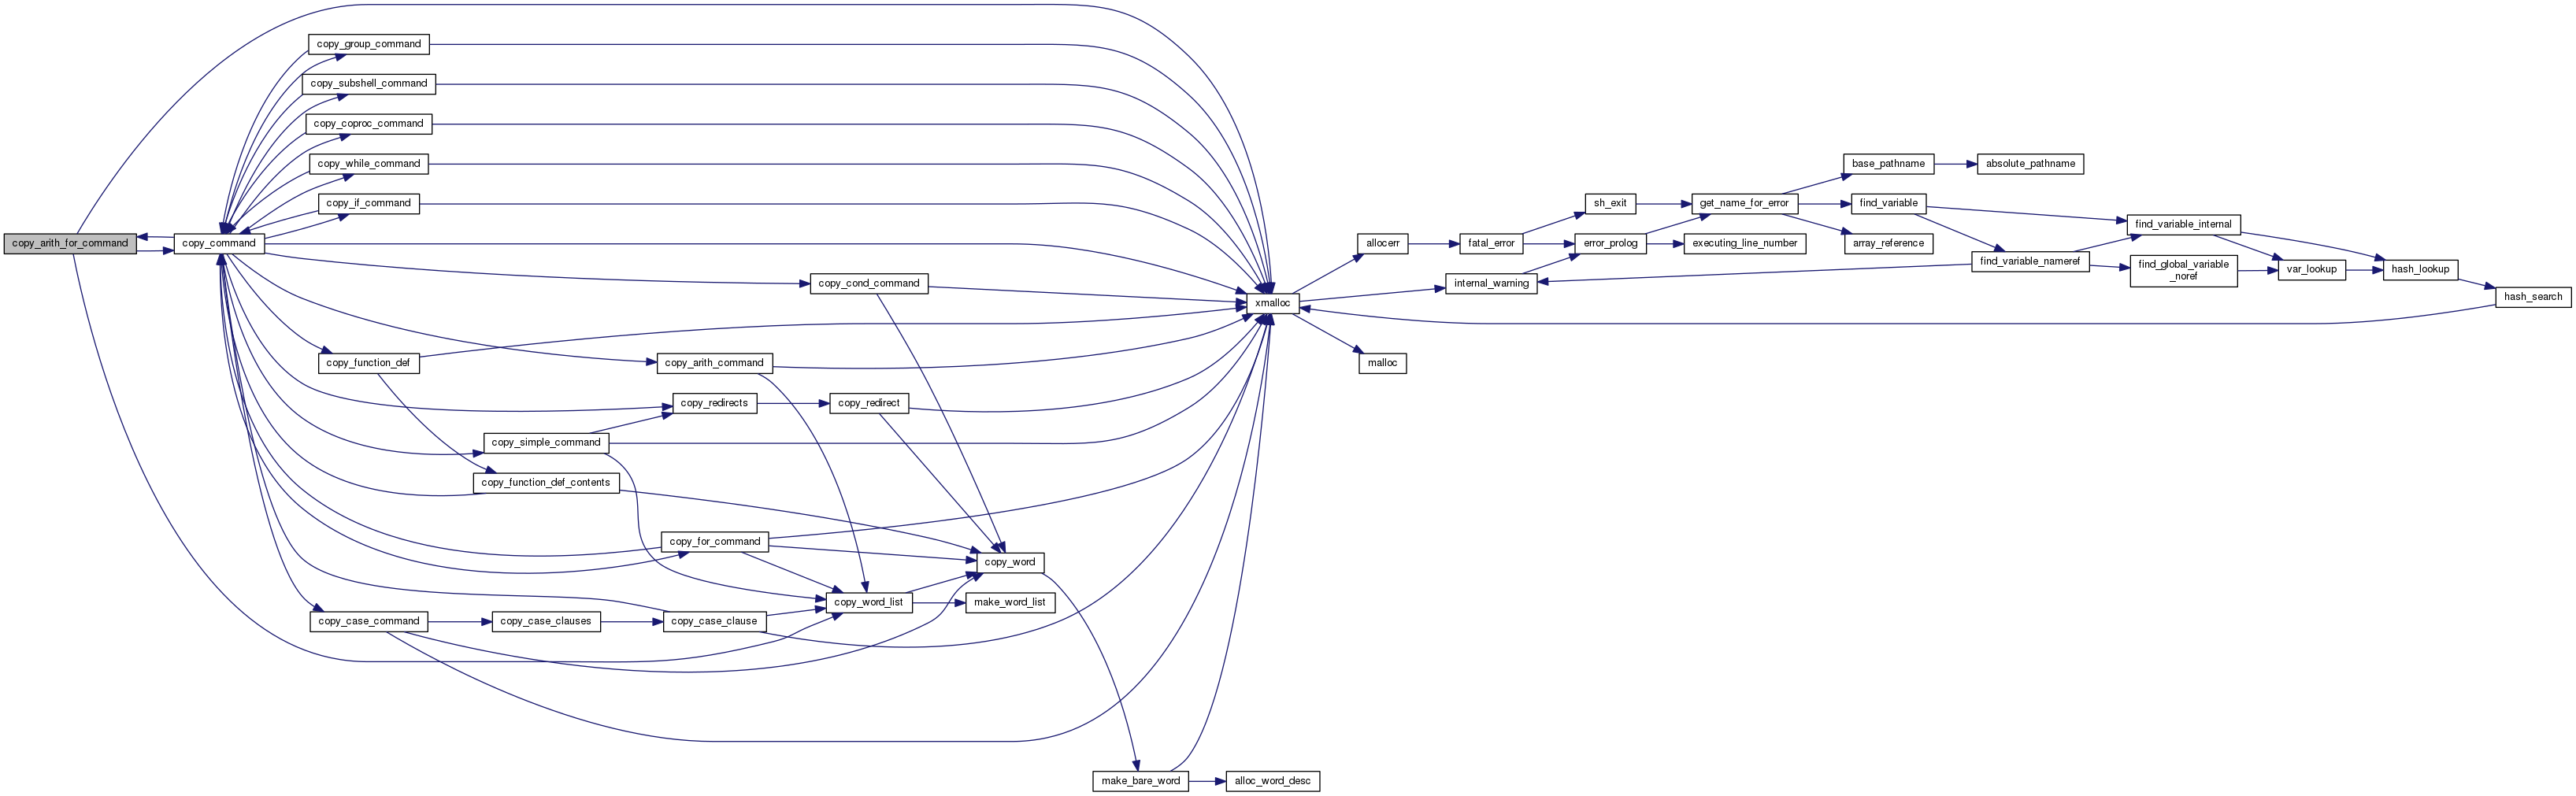 copy_group_command
copy_subshell_command
copy_coproc_command
copy_while_command
copy_if_command
copy_arith_for_command
copy_command
copy_cond_command
copy_function_def
copy_arith_command
copy_redirects
copy_redirect
copy_simple_command
copy_function_def_contents
copy_for_command
copy_word
copy_word_list
make_word_list
copy_case_command
copy_case_clauses
copy_case_clause
make_bare_word
alloc_word_desc
xmalloc
allocerr
malloc
fatal_error
internal_warning
sh_exit
error_prolog
get_name_for_error
executing_line_number
base_pathname
absolute_pathname
find_variable
array_reference
find_variable_nameref
find_variable_internal
find_global_variable
_noref
var_lookup
hash_lookup
hash_search